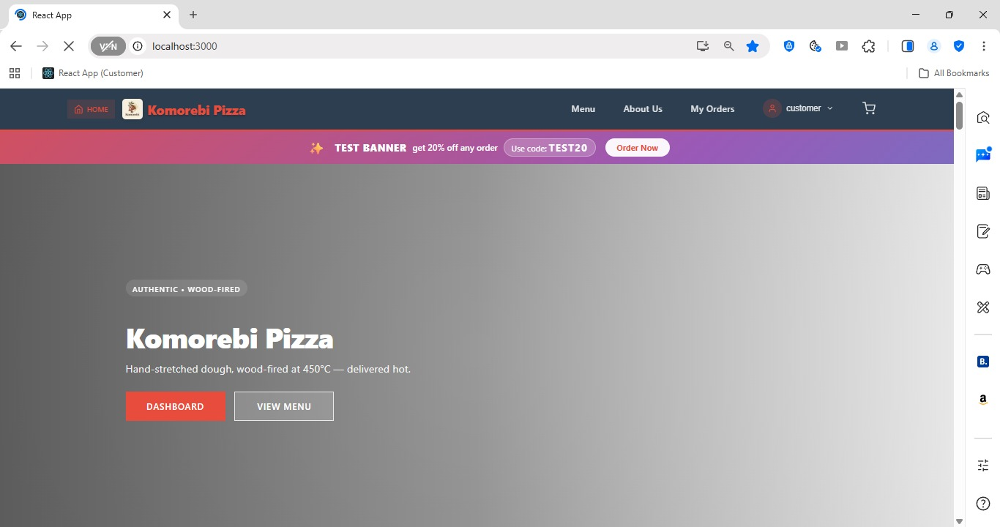 React App
VPN
localhost:3000
React App (Customer)
All Bookmarks
HOME
Komorebi Pizza
Menu
About Us
My Orders
customer
✨ TEST BANNER get 20% off any order Use code: TEST20 Order Now
AUTHENTIC • WOOD-FIRED
Komorebi Pizza
Hand-stretched dough, wood-fired at 450°C — delivered hot.
DASHBOARD
VIEW MENU
B.
a